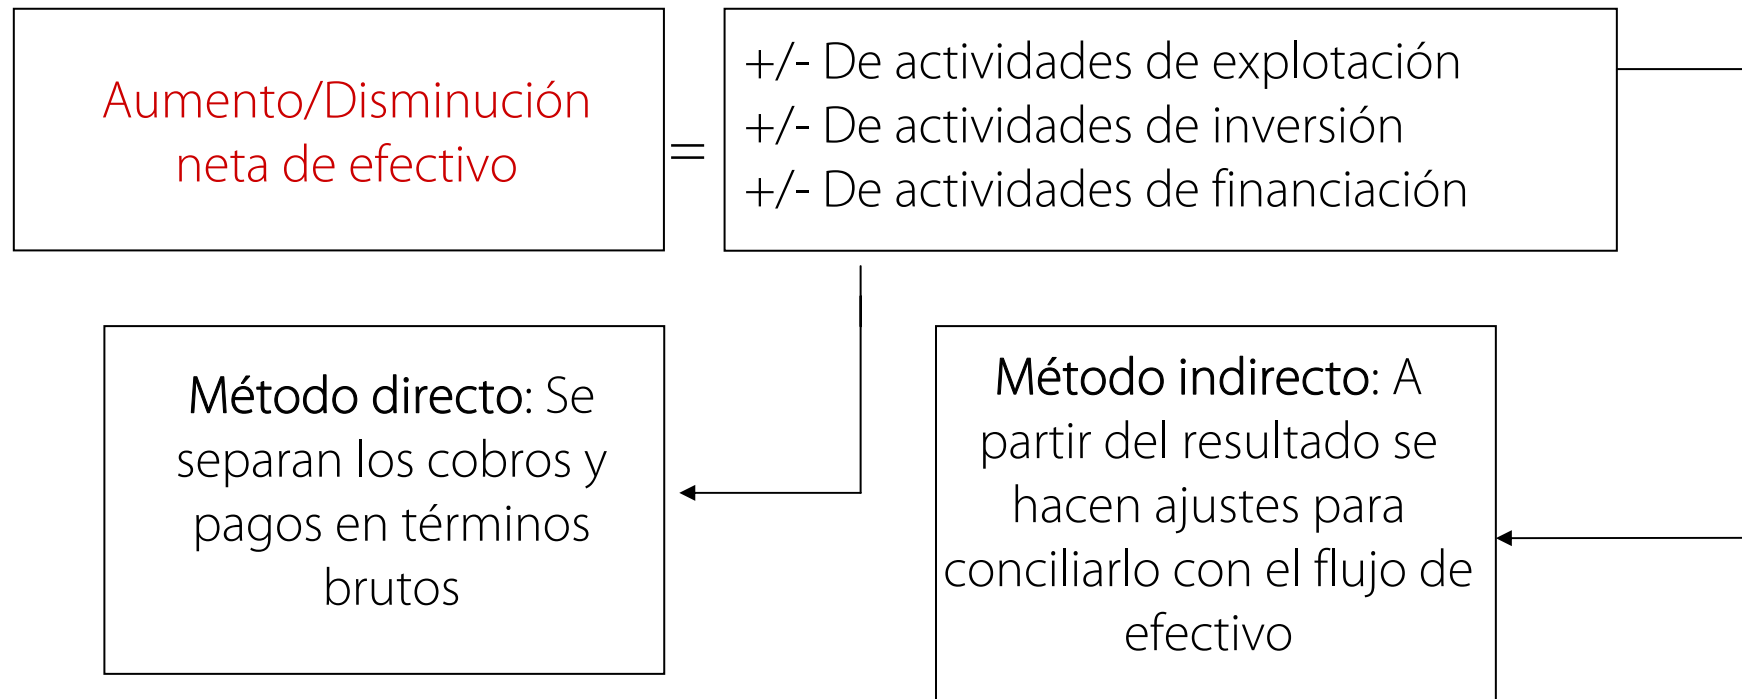 Aumento/Disminución
neta de efectivo
=
+/- De actividades de explotación
+/- De actividades de inversión
+/- De actividades de financiación
Método directo: Se
separan los cobros y
pagos en términos
brutos
Método indirecto: A
partir del resultado se
hacen ajustes para
conciliarlo con el flujo de
efectivo